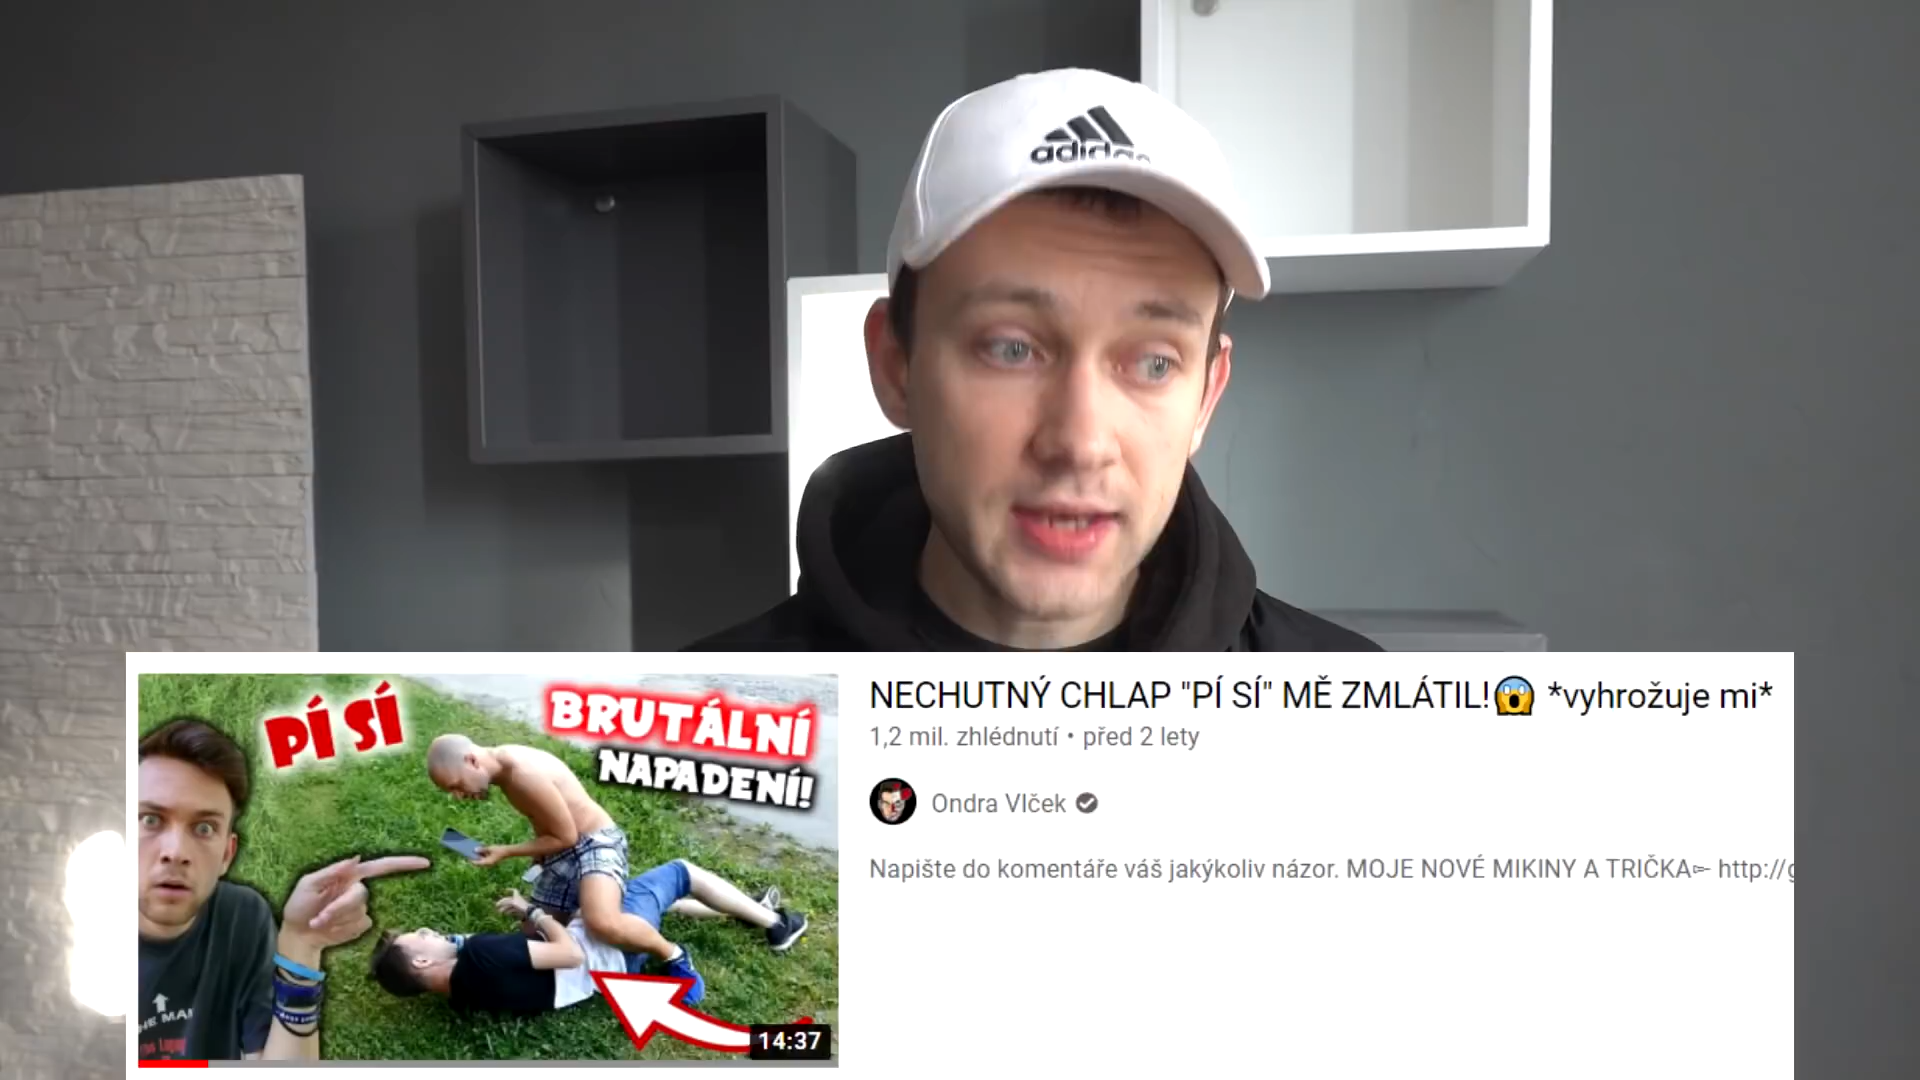 adidas
PÍ SÍ
BRUTÁLNÍ
NAPADENÍ!
14:37
NECHUTNÝ CHLAP "PÍ SÍ" MĚ ZMLÁTIL!😱 *vyhrožuje mi*
1,2 mil. zhlédnutí • před 2 lety
Ondra Vlček
Napište do komentáře váš jakýkoliv názor. MOJE NOVÉ MIKINY A TRIČKA► http://g